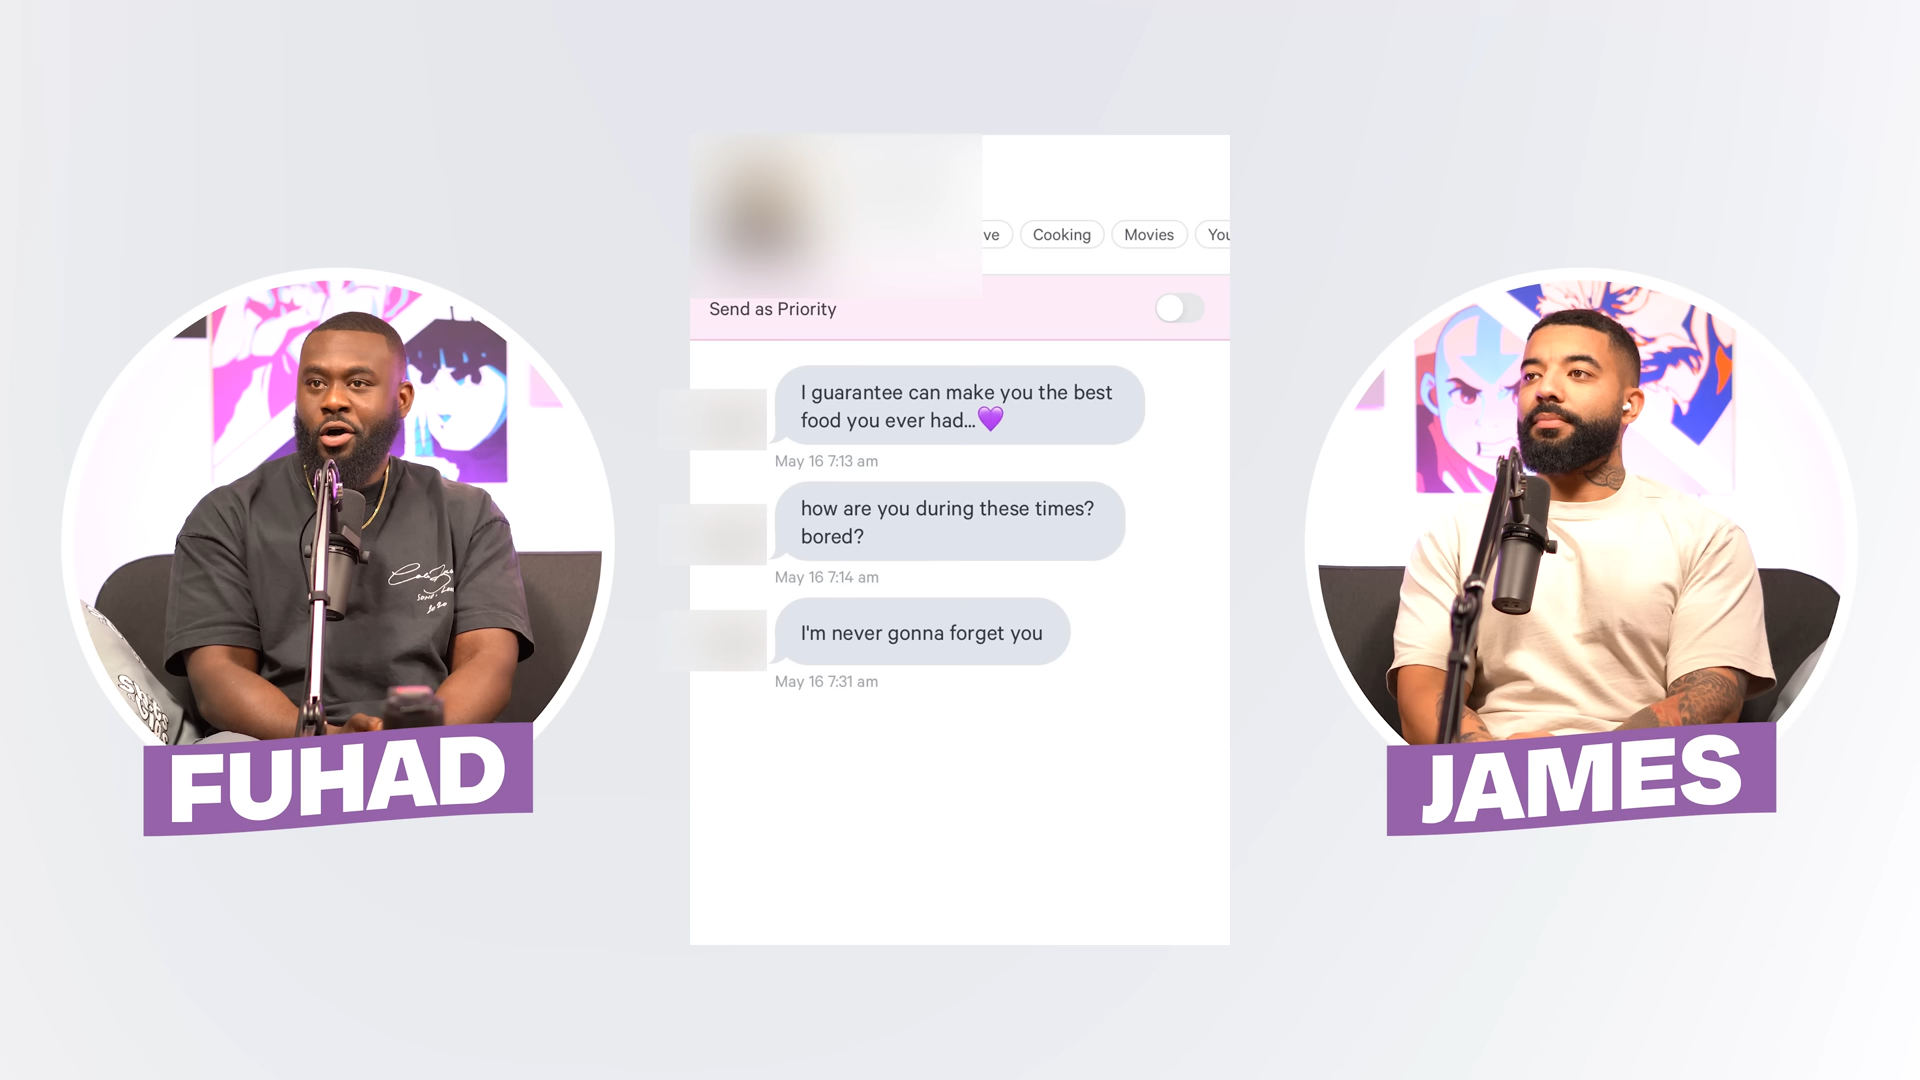 ve
Cooking
Movies
You
Send as Priority
I guarantee can make you the best
food you ever had...💜
May 16 7:13 am
how are you during these times?
bored?
May 16 7:14 am
I'm never gonna forget you
May 16 7:31 am
FUHAD
JAMES